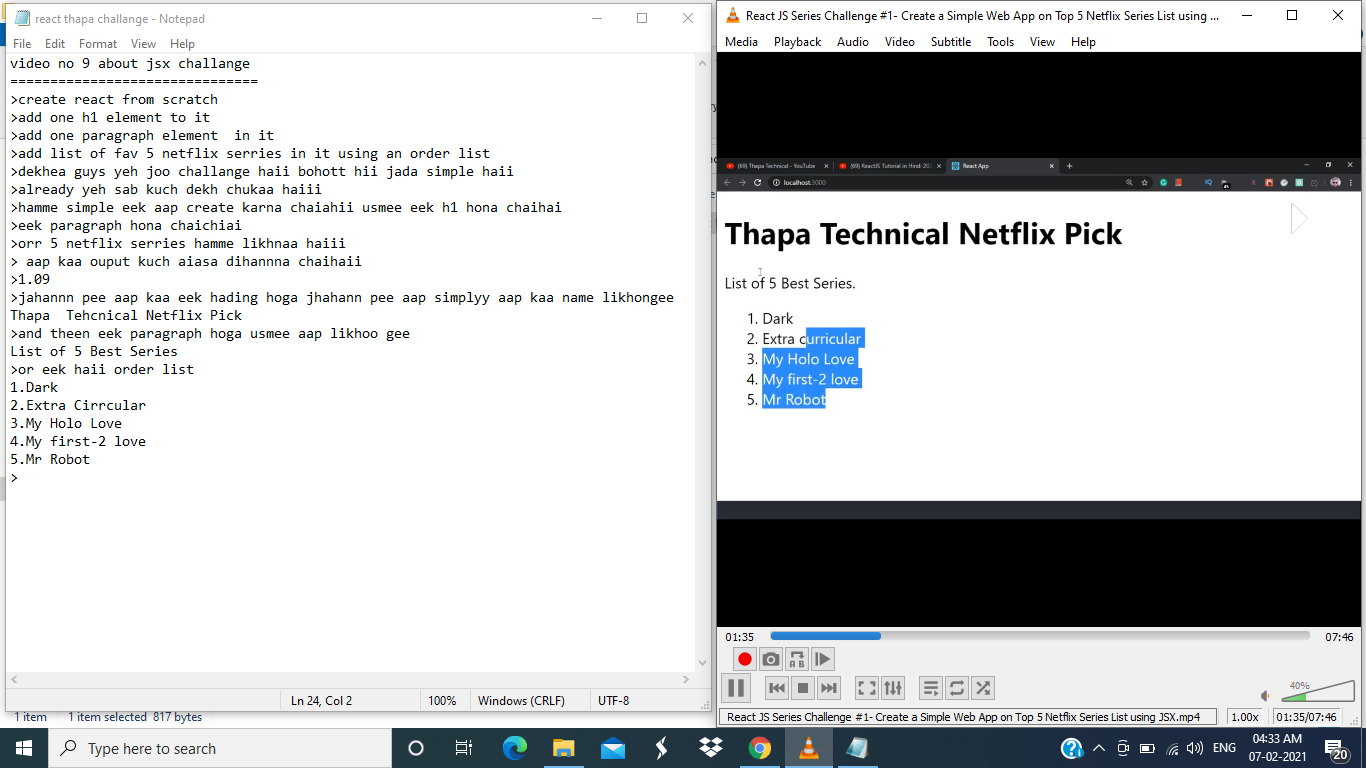 react thapa challange - Notepad
File Edit Format View Help
video no 9 about jsx challange
===============================
>create react from scratch
>add one h1 element to it
>add one paragraph element  in it
>add list of fav 5 netflix serries in it using an order list
>dekhea guys yeh joo challange haii bohott hii jada simple haii
>already yeh sab kuch dekh chukaa haiii
>hamme simple eek aap create karna chaiahii usmee eek h1 hona chaihai
>eek paragraph hona chaichiai
>orr 5 netflix serries hamme likhnaa haiii
> aap kaa ouput kuch aiasa dihannna chaihaii
>1.09
>jahannn pee aap kaa eek hading hoga jhahann pee aap simplyy aap kaa name likhongee
Thapa  Tehcnical Netflix Pick
>and theen eek paragraph hoga usmee aap likhoo gee
List of 5 Best Series
>or eek haii order list
1.Dark
2.Extra Cirrcular
3.My Holo Love
4.My first-2 love
5.Mr Robot
>
Ln 24, Col 2 100% Windows (CRLF) UTF-8
1 item 1 item selected 817 bytes
React JS Series Challenge #1- Create a Simple Web App on Top 5 Netflix Series List using ...
Media Playback Audio Video Subtitle Tools View Help
(69) Thapa Technical - YouTube (69) ReactJS Tutorial in Hindi 20 React App
localhost:3000
Thapa Technical Netflix Pick
List of 5 Best Series.
1. Dark
2. Extra curricular
3. My Holo Love
4. My first-2 love
5. Mr Robot
01:35 07:46
40%
React JS Series Challenge #1- Create a Simple Web App on Top 5 Netflix Series List using JSX.mp4 1.00x 01:35/07:46
Type here to search
ENG
04:33 AM
07-02-2021
20